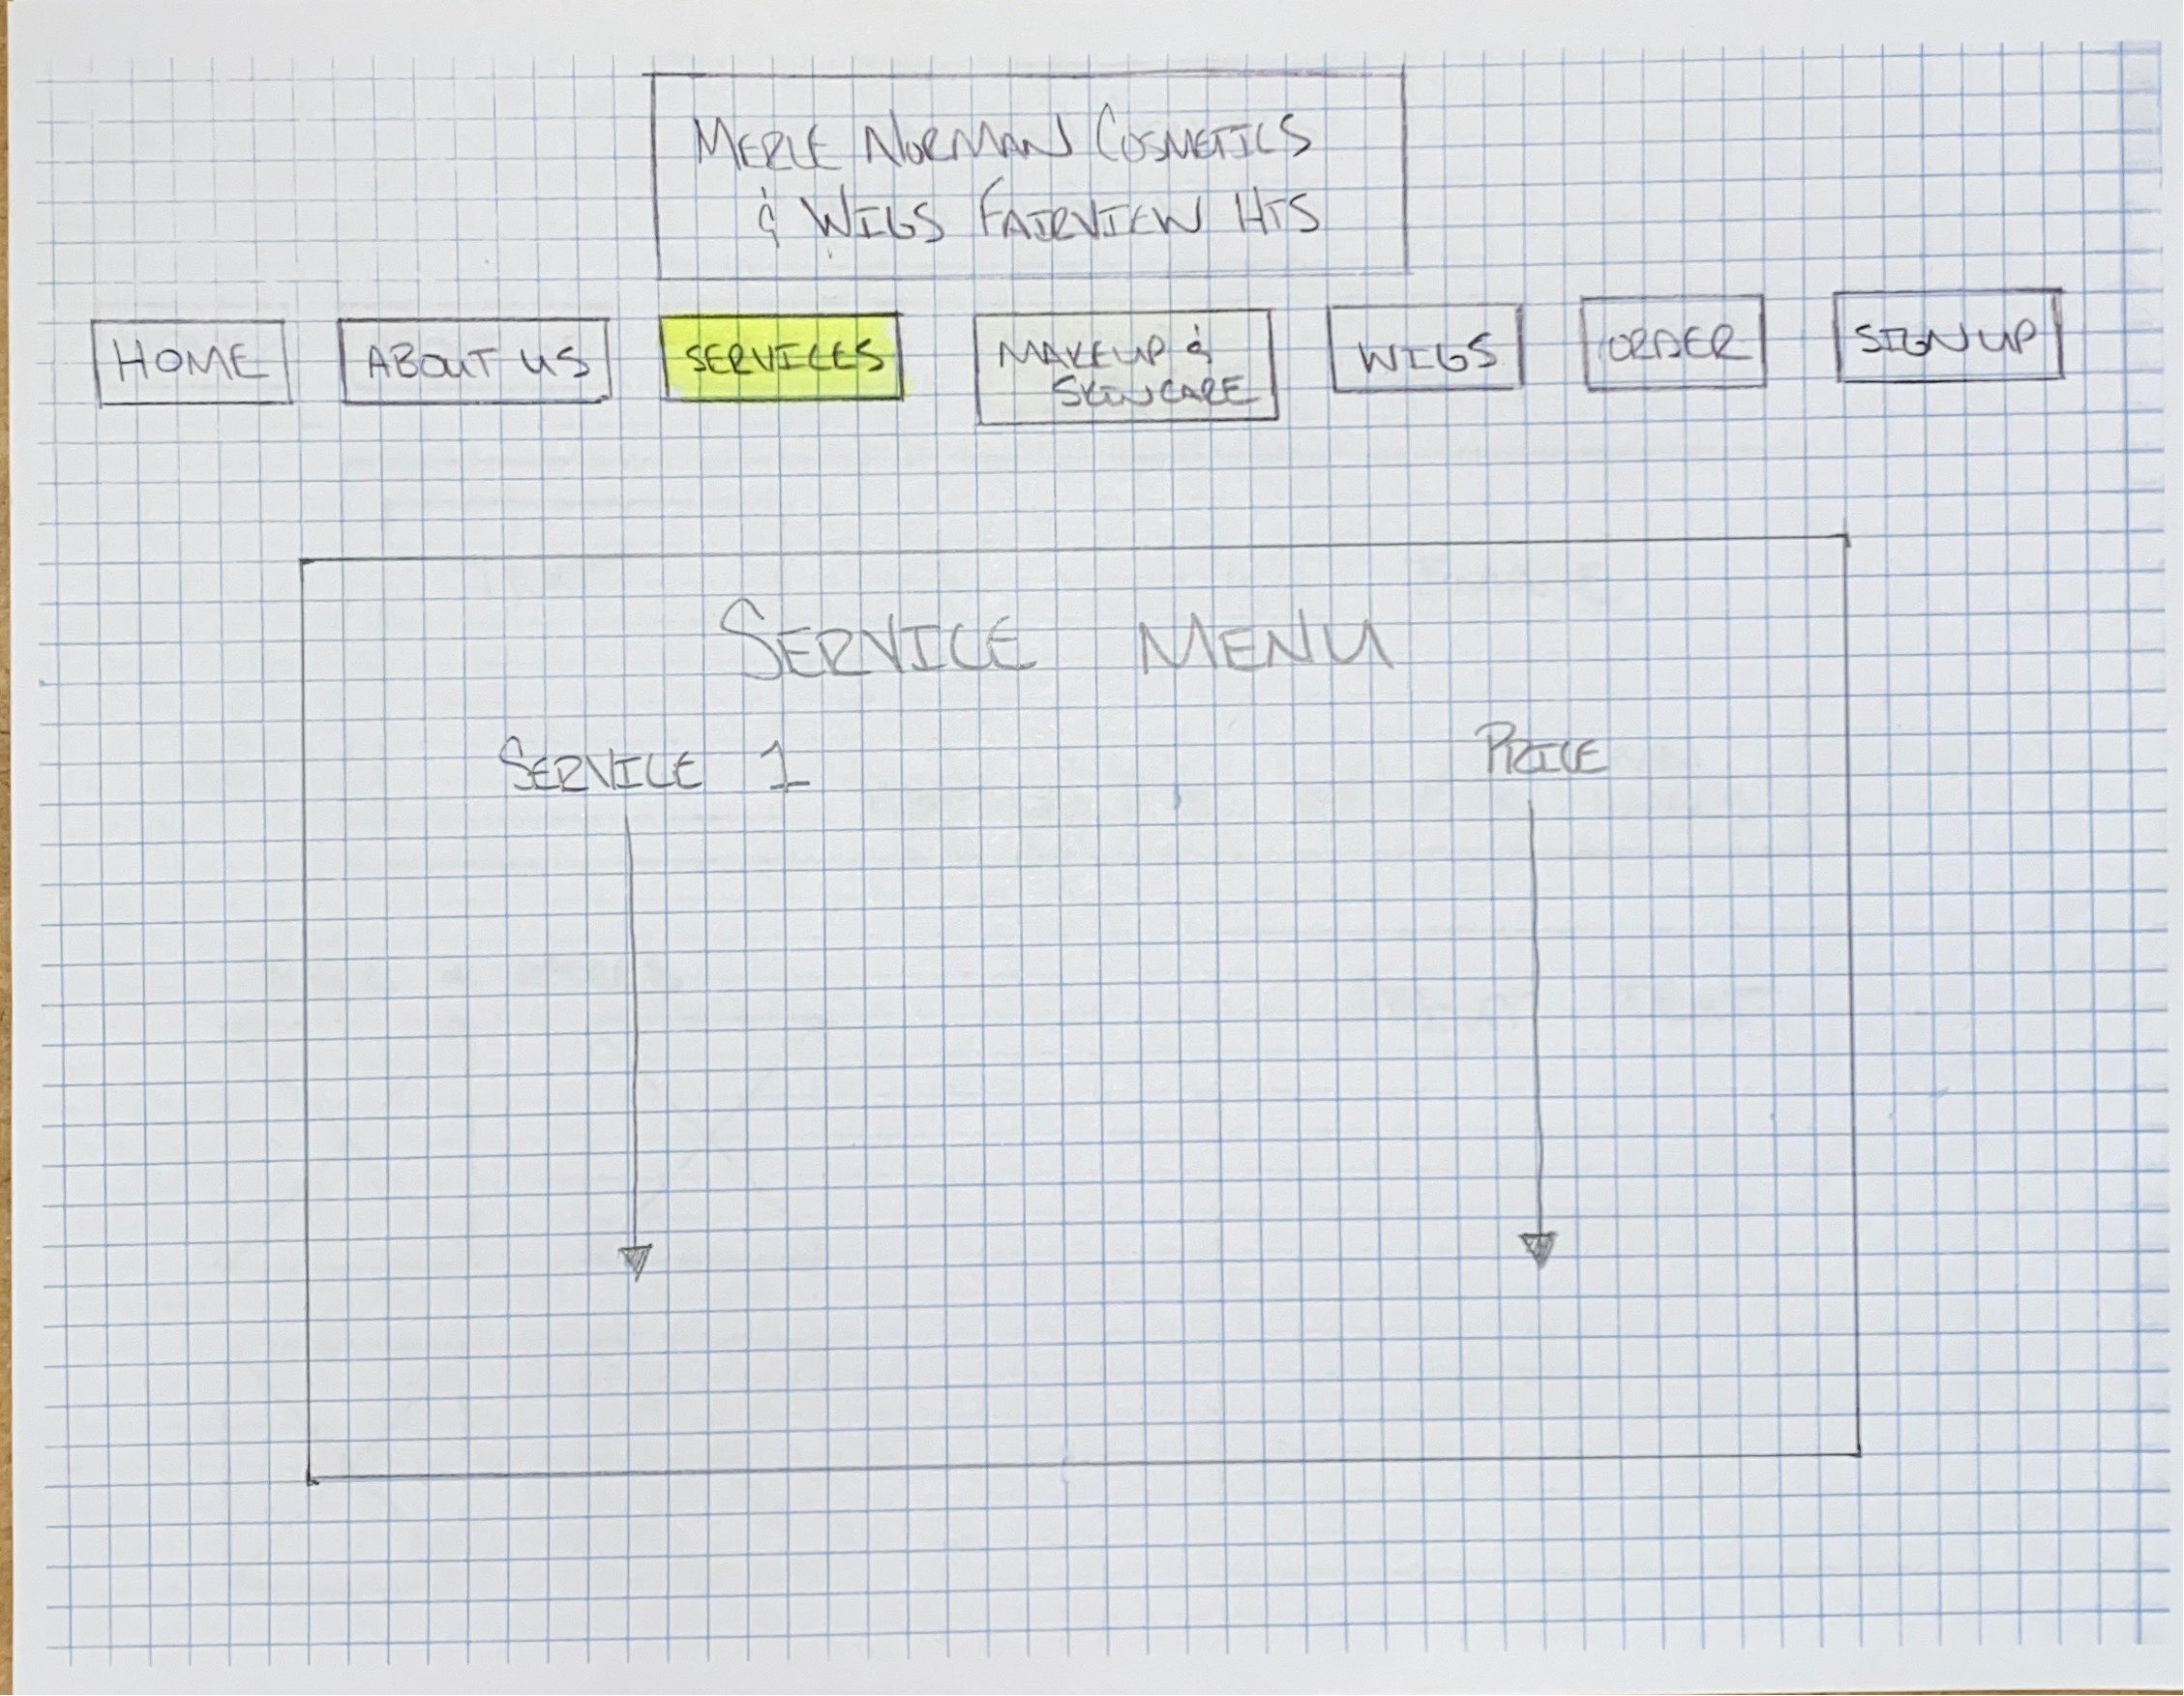 MERLE NORMAN COSMETICS
& WIGS FAIRVIEW HTS
HOME
ABOUT US
SERVICES
MAKEUP &
SKINCARE
WIGS
ORDER
SIGN UP
SERVICE MENU
SERVICE 1
PRICE